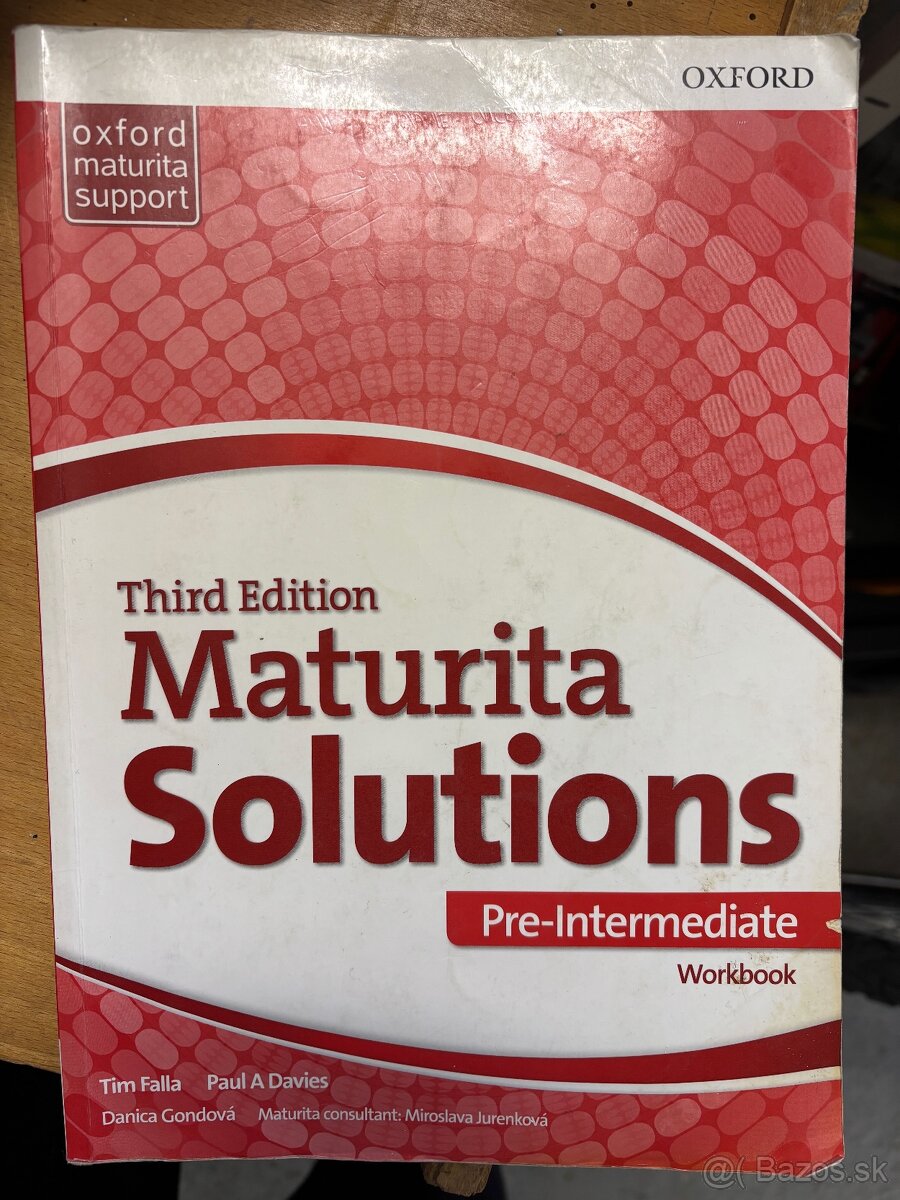 OXFORD
oxford
maturita
support
Third Edition
Maturita
Solutions
Pre-Intermediate
Workbook
Tim Falla Paul A Davies
Danica Gondová Maturita consultant: Miroslava Jurenková
@( Bazos.sk